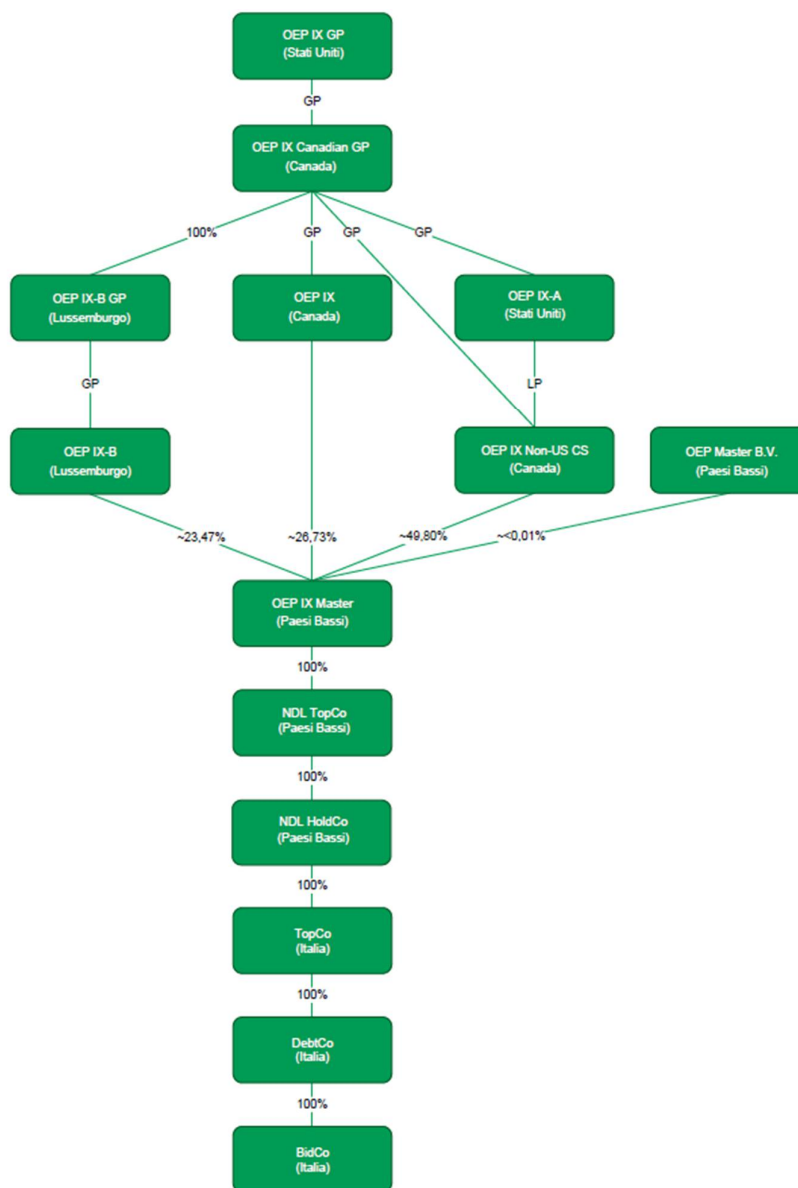 OEP IX GP
(Stati Uniti)
GP
OEP IX Canadian GP
(Canada)
100%
GP
GP
GP
OEP IX-B GP
(Lussemburgo)
OEP IX
(Canada)
OEP IX-A
(Stati Uniti)
GP
LP
OEP IX-B
(Lussemburgo)
OEP IX Non-US CS
(Canada)
OEP Master B.V.
(Paesi Bassi)
~23,47%
~26,73%
~49,80%
~<0,01%
OEP IX Master
(Paesi Bassi)
100%
NDL TopCo
(Paesi Bassi)
100%
NDL HoldCo
(Paesi Bassi)
100%
TopCo
(Italia)
100%
DebtCo
(Italia)
100%
BidCo
(Italia)